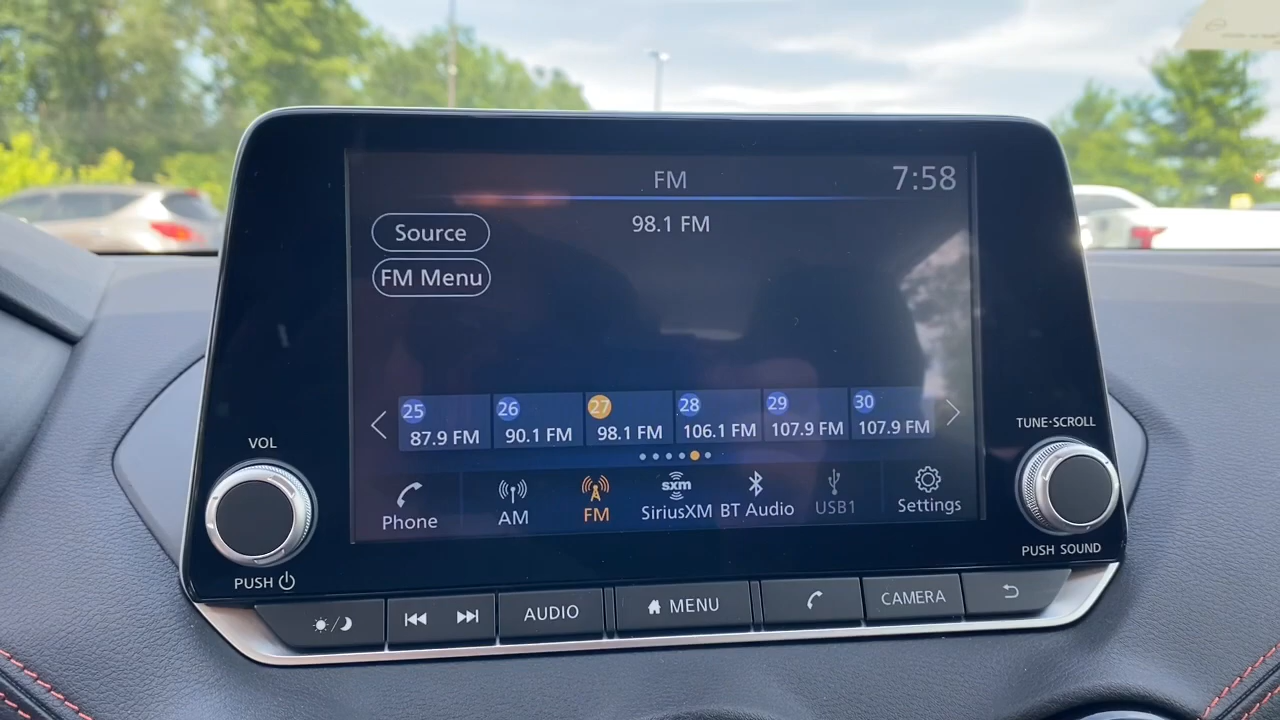 FM
7:58
98.1 FM
Source
FM Menu
25
26
27
28
29
30
87.9 FM
90.1 FM
98.1 FM
106.1 FM
107.9 FM
107.9 FM
VOL
TUNE·SCROLL
Phone
AM
FM
sxm
SiriusXM
BT Audio
USB1
Settings
PUSH
PUSH SOUND
AUDIO
MENU
CAMERA